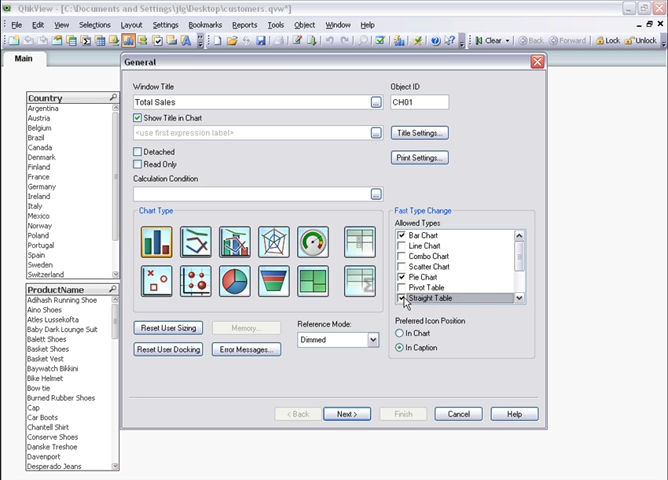 QlikView - [C:\Documents and Settings\jlg\Desktop\customers.qvw*]
File Edit View Selections Layout Settings Bookmarks Reports Tools Object Window Help
Clear Back Forward Lock Unlock
Main
General
Window Title
Total Sales
Object ID
CH01
Show Title in Chart
<use first expression label>
Title Settings...
Detached
Read Only
Print Settings...
Calculation Condition
Chart Type
Fast Type Change
Allowed Types
Bar Chart
Line Chart
Combo Chart
Scatter Chart
Pie Chart
Pivot Table
Straight Table
Reset User Sizing
Memory...
Reference Mode:
Dimmed
Reset User Docking
Error Messages...
Preferred Icon Position
In Chart
In Caption
< Back
Next >
Finish
Cancel
Help
Country
Argentina
Austria
Belgium
Brazil
Canada
Denmark
Finland
France
Germany
Ireland
Italy
Mexico
Norway
Poland
Portugal
Spain
Sweden
Switzerland
ProductName
Adihash Running Shoe
Aino Shoes
Atles Lussekofta
Baby Dark Lounge Suit
Balett Shoes
Basket Shoes
Basket Vest
Baywatch Bikkini
Bike Helmet
Bow tie
Burned Rubber Shoes
Cap
Car Boots
Chantell Shirt
Conserve Shoes
Danske Treshoe
Davenport
Desperado Jeans